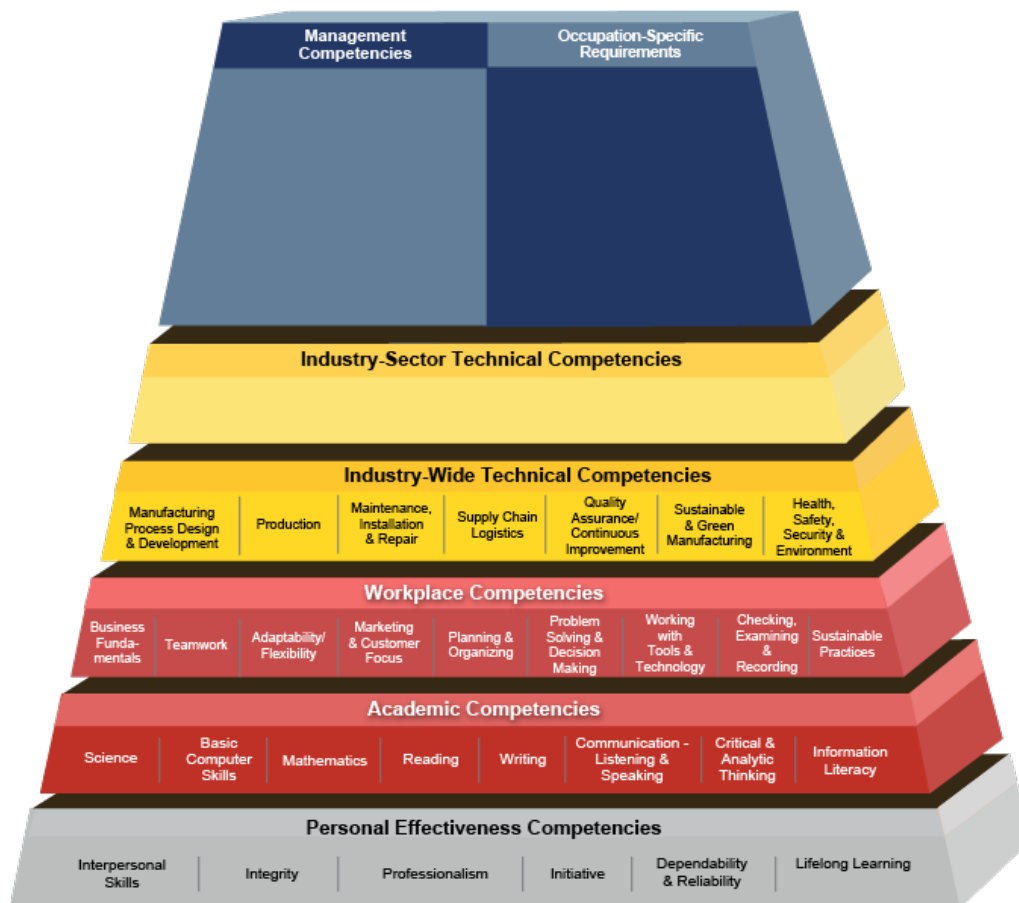 Management
Competencies
Occupation-Specific
Requirements
Industry-Sector Technical Competencies
Industry-Wide Technical Competencies
Manufacturing
Process Design
& Development
Production
Maintenance,
Installation
& Repair
Supply Chain
Logistics
Quality
Assurance/
Continuous
Improvement
Sustainable
& Green
Manufacturing
Health,
Safety,
Security &
Environment
Workplace Competencies
Business
Funda-
mentals
Teamwork
Adaptability/
Flexibility
Marketing
& Customer
Focus
Planning &
Organizing
Problem
Solving &
Decision
Making
Working
with
Tools &
Technology
Checking,
Examining
& Recording
Sustainable
Practices
Academic Competencies
Science
Basic
Computer
Skills
Mathematics
Reading
Writing
Communication -
Listening &
Speaking
Critical &
Analytic
Thinking
Information
Literacy
Personal Effectiveness Competencies
Interpersonal
Skills
Integrity
Professionalism
Initiative
Dependability
& Reliability
Lifelong Learning